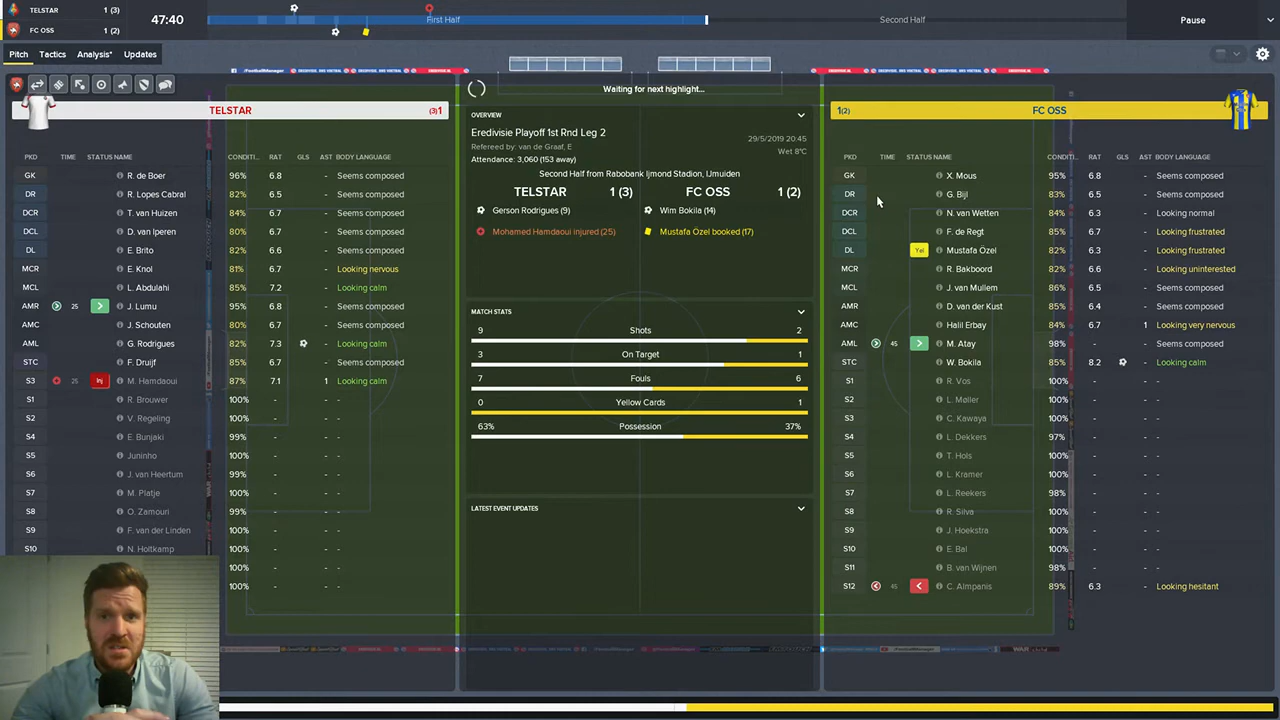 TELSTAR 1 (3)
FC OSS 1 (2)
47:40
First Half
Second Half
Pause
Pitch Tactics Analysis* Updates
Waiting for next highlight...
TELSTAR (3)1
PKD TIME STATUS NAME CONDITI... RAT GLS AST BODY LANGUAGE
GK R. de Boer 96% 6.8 - Seems composed
DR R. Lopes Cabral 82% 6.5 - Seems composed
DCR T. van Huizen 84% 6.7 - Seems composed
DCL D. van Iperen 80% 6.7 - Seems composed
DL E. Brito 82% 6.6 - Seems composed
MCR E. Knol 81% 6.7 - Looking nervous
MCL L. Abdulahi 85% 7.2 - Looking calm
AMR 25 J. Lumu 95% 6.8 - Seems composed
AMC J. Schouten 80% 6.7 - Seems composed
AML G. Rodrigues 82% 7.3 - Looking calm
STC F. Druijf 82% 6.7 - Seems composed
S3 25 Inj M. Hamdaoui 87% 7.1 1 Looking calm
S1 R. Brouwer 100% - - -
S2 V. Regeling 100% - - -
S4 E. Bunjaki 99% - - -
S5 Juninho 100% - - -
S6 J. van Heertum 99% - - -
S7 M. Platje 100% - - -
S8 O. Zamouri 99% - - -
S9 F. van der Linden 100% - - -
S10 N. Holtkamp 100% - - -
100% - - -
100% - - -
OVERVIEW
Eredivisie Playoff 1st Rnd Leg 2
Refereed by: van de Graaf, E
Attendance: 3,060 (153 away)
29/5/2019 20:45
Wet 8°C
Second Half from Rabobank Ijmond Stadion, IJmuiden
TELSTAR 1 (3) FC OSS 1 (2)
Gerson Rodrigues (9) Wim Bokila (14)
Mohamed Hamdaoui injured (25) Mustafa Özel booked (17)
MATCH STATS
9 Shots 2
3 On Target 1
7 Fouls 6
0 Yellow Cards 1
63% Possession 37%
LATEST EVENT UPDATES
1(2) FC OSS
PKD TIME STATUS NAME CONDITI... RAT GLS AST BODY LANGUAGE
GK X. Mous 95% 6.8 - Seems composed
DR G. Bijl 83% 6.5 - Seems composed
DCR N. van Wetten 84% 6.3 - Looking normal
DCL F. de Regt 85% 6.7 - Looking frustrated
DL Yel Mustafa Özel 82% 6.3 - Looking frustrated
MCR R. Bakboord 82% 6.6 - Looking uninterested
MCL J. van Mullem 86% 6.5 - Seems composed
AMR D. van der Kust 85% 6.4 - Seems composed
AMC Halil Erbay 84% 6.7 1 Looking very nervous
AML 45 M. Atay 98% - - Seems composed
STC W. Bokila 85% 8.2 - Looking calm
S1 R. Vos 100% - - -
S2 L. Møller 100% - - -
S3 C. Kawaya 100% - - -
S4 L. Dekkers 97% - - -
S5 T. Hols 100% - - -
S6 L. Kramer 100% - - -
S7 L. Reekers 98% - - -
S8 R. Silva 100% - - -
S9 J. Hoekstra 100% - - -
S10 E. Bal 100% - - -
S11 B. van Wijnen 98% - - -
S12 45 C. Almpanis 89% 6.3 - Looking hesitant